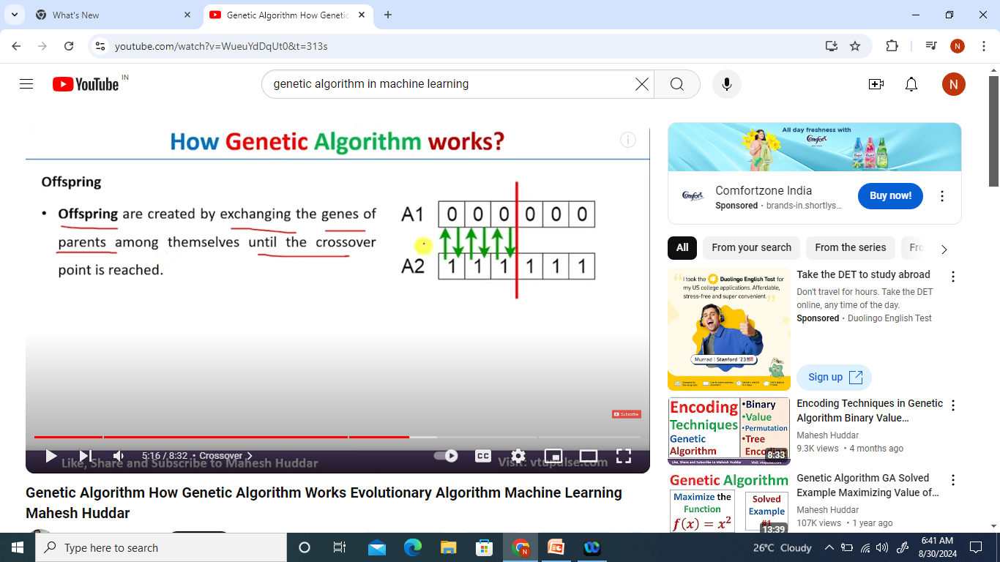 What's New
Genetic Algorithm How Genetic
youtube.com/watch?v=WueuYdDqUt0&t=313s
N
YouTube IN
genetic algorithm in machine learning
N
How Genetic Algorithm works?
Offspring
• Offspring are created by exchanging the genes of
parents among themselves until the crossover
point is reached.
A1 0 0 0 0 0 0
A2 1 1 1 1 1 1
Subscribe
5:16 / 8:32 • Crossover
CC
Like, Share and Subscribe to Mahesh Huddar
Visit: vtupulse.com
Genetic Algorithm How Genetic Algorithm Works Evolutionary Algorithm Machine Learning
Mahesh Huddar
All day freshness with
Comfort
Comfort
Comfortzone India
Sponsored · brands-in.shortlys...
Buy now!
All
From your search
From the series
Fro
I took the Duolingo English Test for
my US college applications. Affordable,
stress-free and super convenient.
Murrad | Stanford '23
Take the DET to study abroad
Don't travel for hours. Take the DET
online, any time of the day.
Sponsored · Duolingo English Test
Sign up
Encoding
Techniques
Genetic
Algorithm
•Binary
•Value
•Permutation
•Tree
Encoding
8:33
Like, Share and Subscribe to Mahesh Huddar
Visit: vtupulse.com
Encoding Techniques in Genetic
Algorithm Binary Value...
Mahesh Huddar
9.3K views • 4 months ago
Genetic Algorithm
Maximize the
Function
f(x) = x²
Solved
Example
#1
13:39
Genetic Algorithm GA Solved
Example Maximizing Value of...
Mahesh Huddar
107K views • 1 year ago
Type here to search
N
26°C Cloudy
6:41 AM
8/30/2024